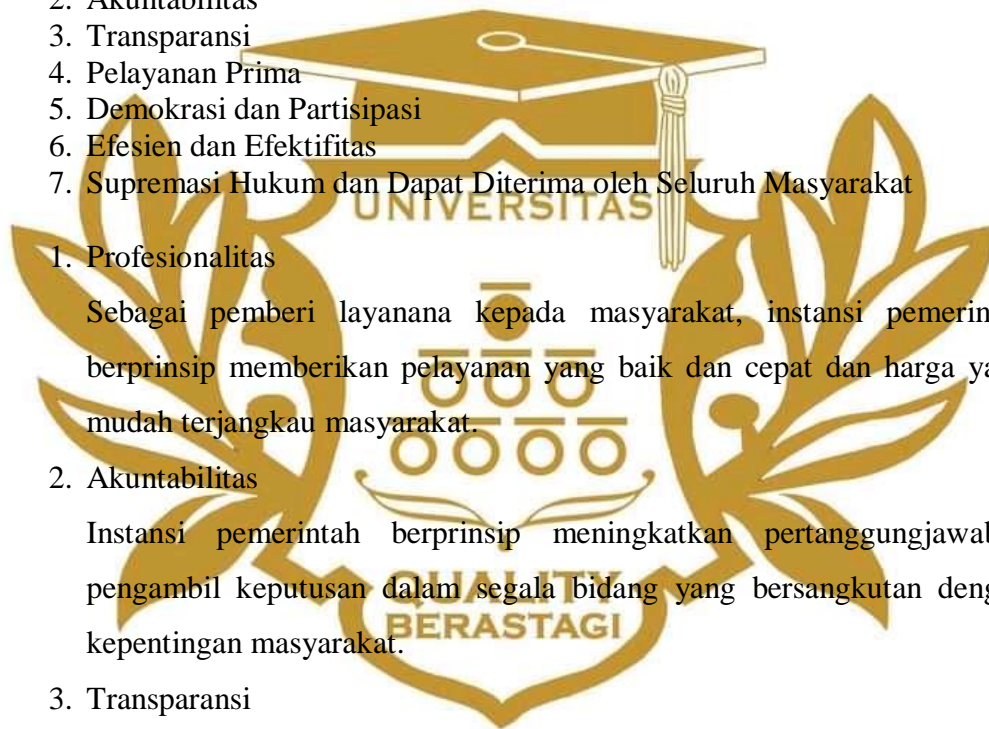 2. Akuntabilitas
3. Transparansi
4. Pelayanan Prima
5. Demokrasi dan Partisipasi
6. Efesien dan Efektifitas
7. Supremasi Hukum dan Dapat Diterima oleh Seluruh Masyarakat
UNIVERSITAS
1. Profesionalitas
Sebagai pemberi layanana kepada masyarakat, instansi pemerin
berprinsip memberikan pelayanan yang baik dan cepat dan harga ya
mudah terjangkau masyarakat.
2. Akuntabilitas
Instansi pemerintah berprinsip meningkatkan pertanggungjawab
pengambil keputusan dalam segala bidang yang bersangkutan deng
QUALITY
BERASTAGI
kepentingan masyarakat.
3. Transparansi